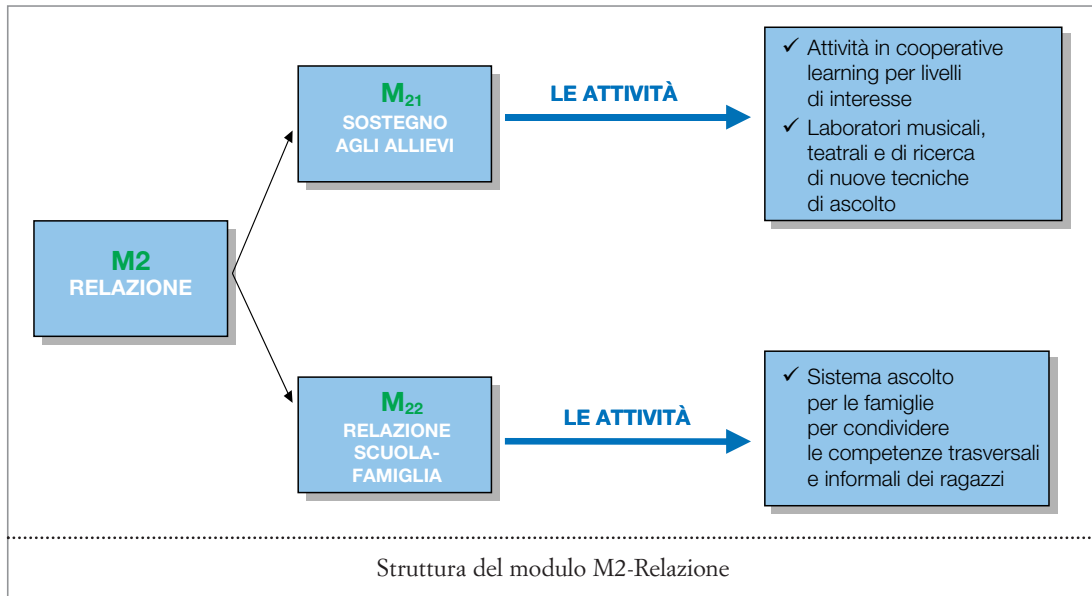 M2
RELAZIONE
M21
SOSTEGNO
AGLI ALLIEVI
LE ATTIVITÀ
✓ Attività in cooperative
learning per livelli
di interesse
✓ Laboratori musicali,
teatrali e di ricerca
di nuove tecniche
di ascolto
M22
RELAZIONE
SCUOLA-
FAMIGLIA
LE ATTIVITÀ
✓ Sistema ascolto
per le famiglie
per condividere
le competenze trasversali
e informali dei ragazzi
Struttura del modulo M2-Relazione